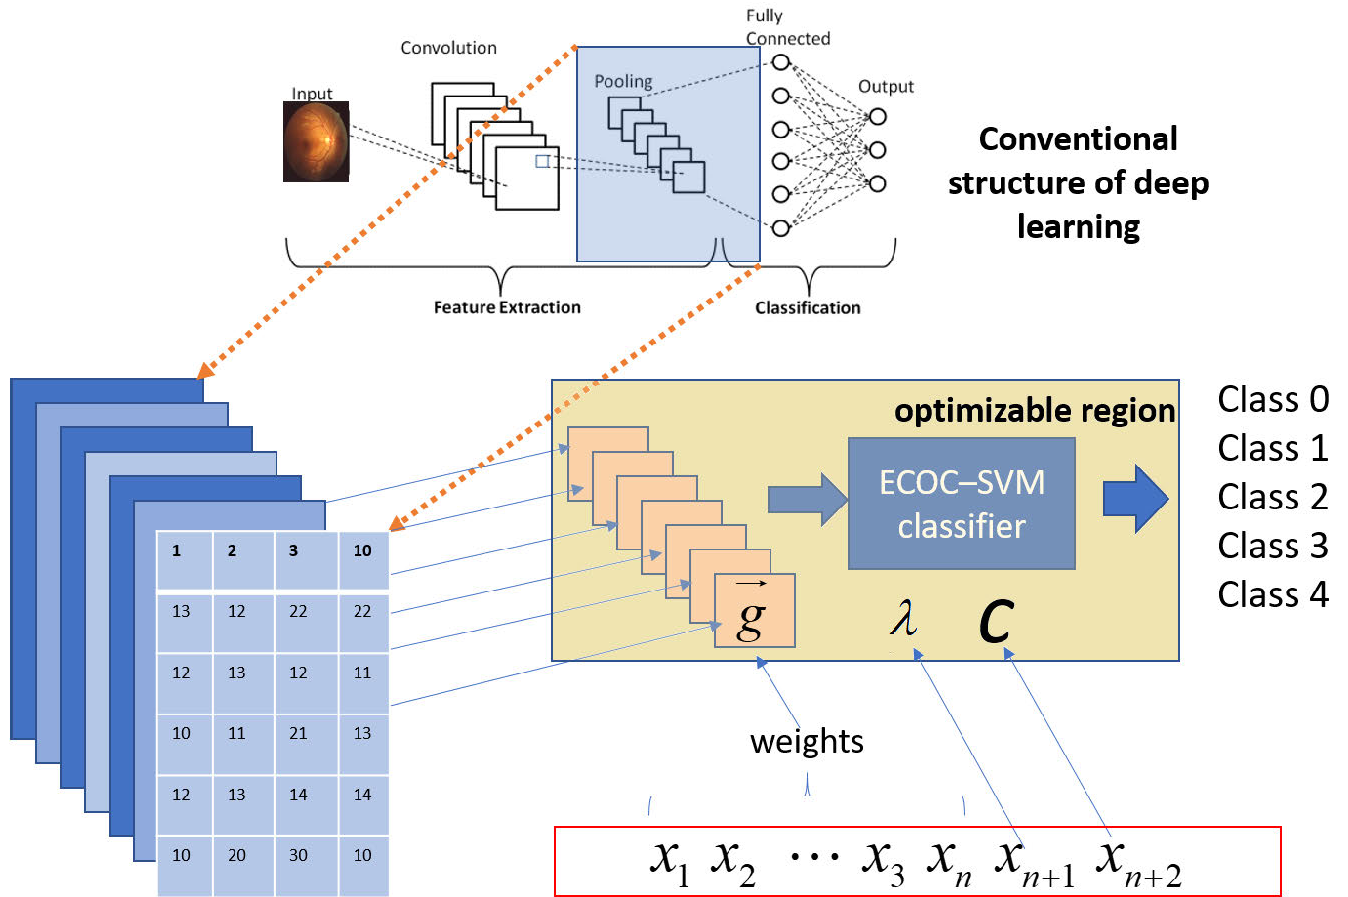 Fully
Connected
Convolution
Pooling
Input
Output
Conventional
structure of deep
learning
Feature Extraction
Classification
optimizable region
Class 0
Class 1
Class 2
Class 3
Class 4
ECOC–SVM
classifier
1 2 3 10
13 12 22 22
12 13 12 11
10 11 21 13
12 13 14 14
10 20 30 10
g⃗
λ C
weights
x₁ x₂ ⋯ x₃ xₙ xₙ₊₁ xₙ₊₂